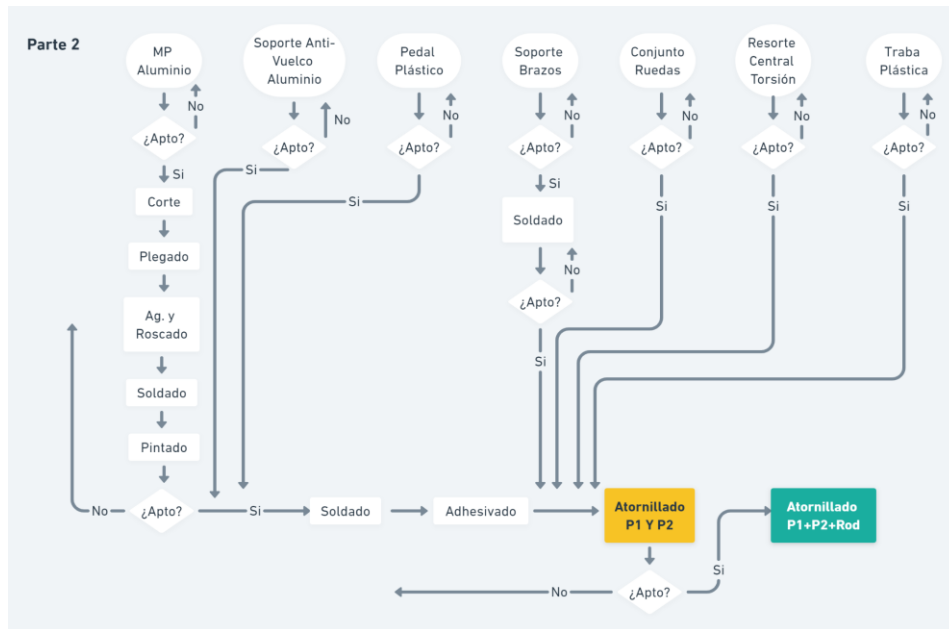 Parte 2
MP
Aluminio
Soporte Anti-
Vuelco
Aluminio
Pedal
Plástico
Soporte
Brazos
Conjunto
Ruedas
Resorte
Central
Torsión
Traba
Plástica
No
No
No
No
No
No
No
¿Apto?
¿Apto?
¿Apto?
¿Apto?
¿Apto?
¿Apto?
¿Apto?
Si
Si
Si
Si
Si
Si
Si
Corte
Soldado
Plegado
No
¿Apto?
Ag. y
Roscado
Si
Soldado
Pintado
No
¿Apto?
Si
Soldado
Adhesivado
Atornillado
P1 Y P2
Atornillado
P1+P2+Rod
Si
No
¿Apto?